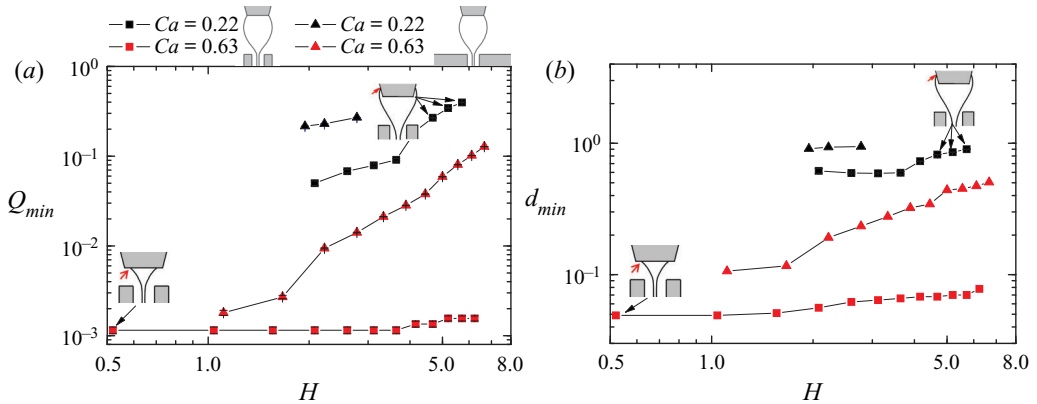 Ca = 0.22 Ca = 0.22
Ca = 0.63 Ca = 0.63
(a) (b)
10^0
10^–1
10^–2
10^–3
Q_min
0.5 1.0 5.0 8.0
H
10^0
10^–1
d_min
0.5 1.0 5.0 8.0
H